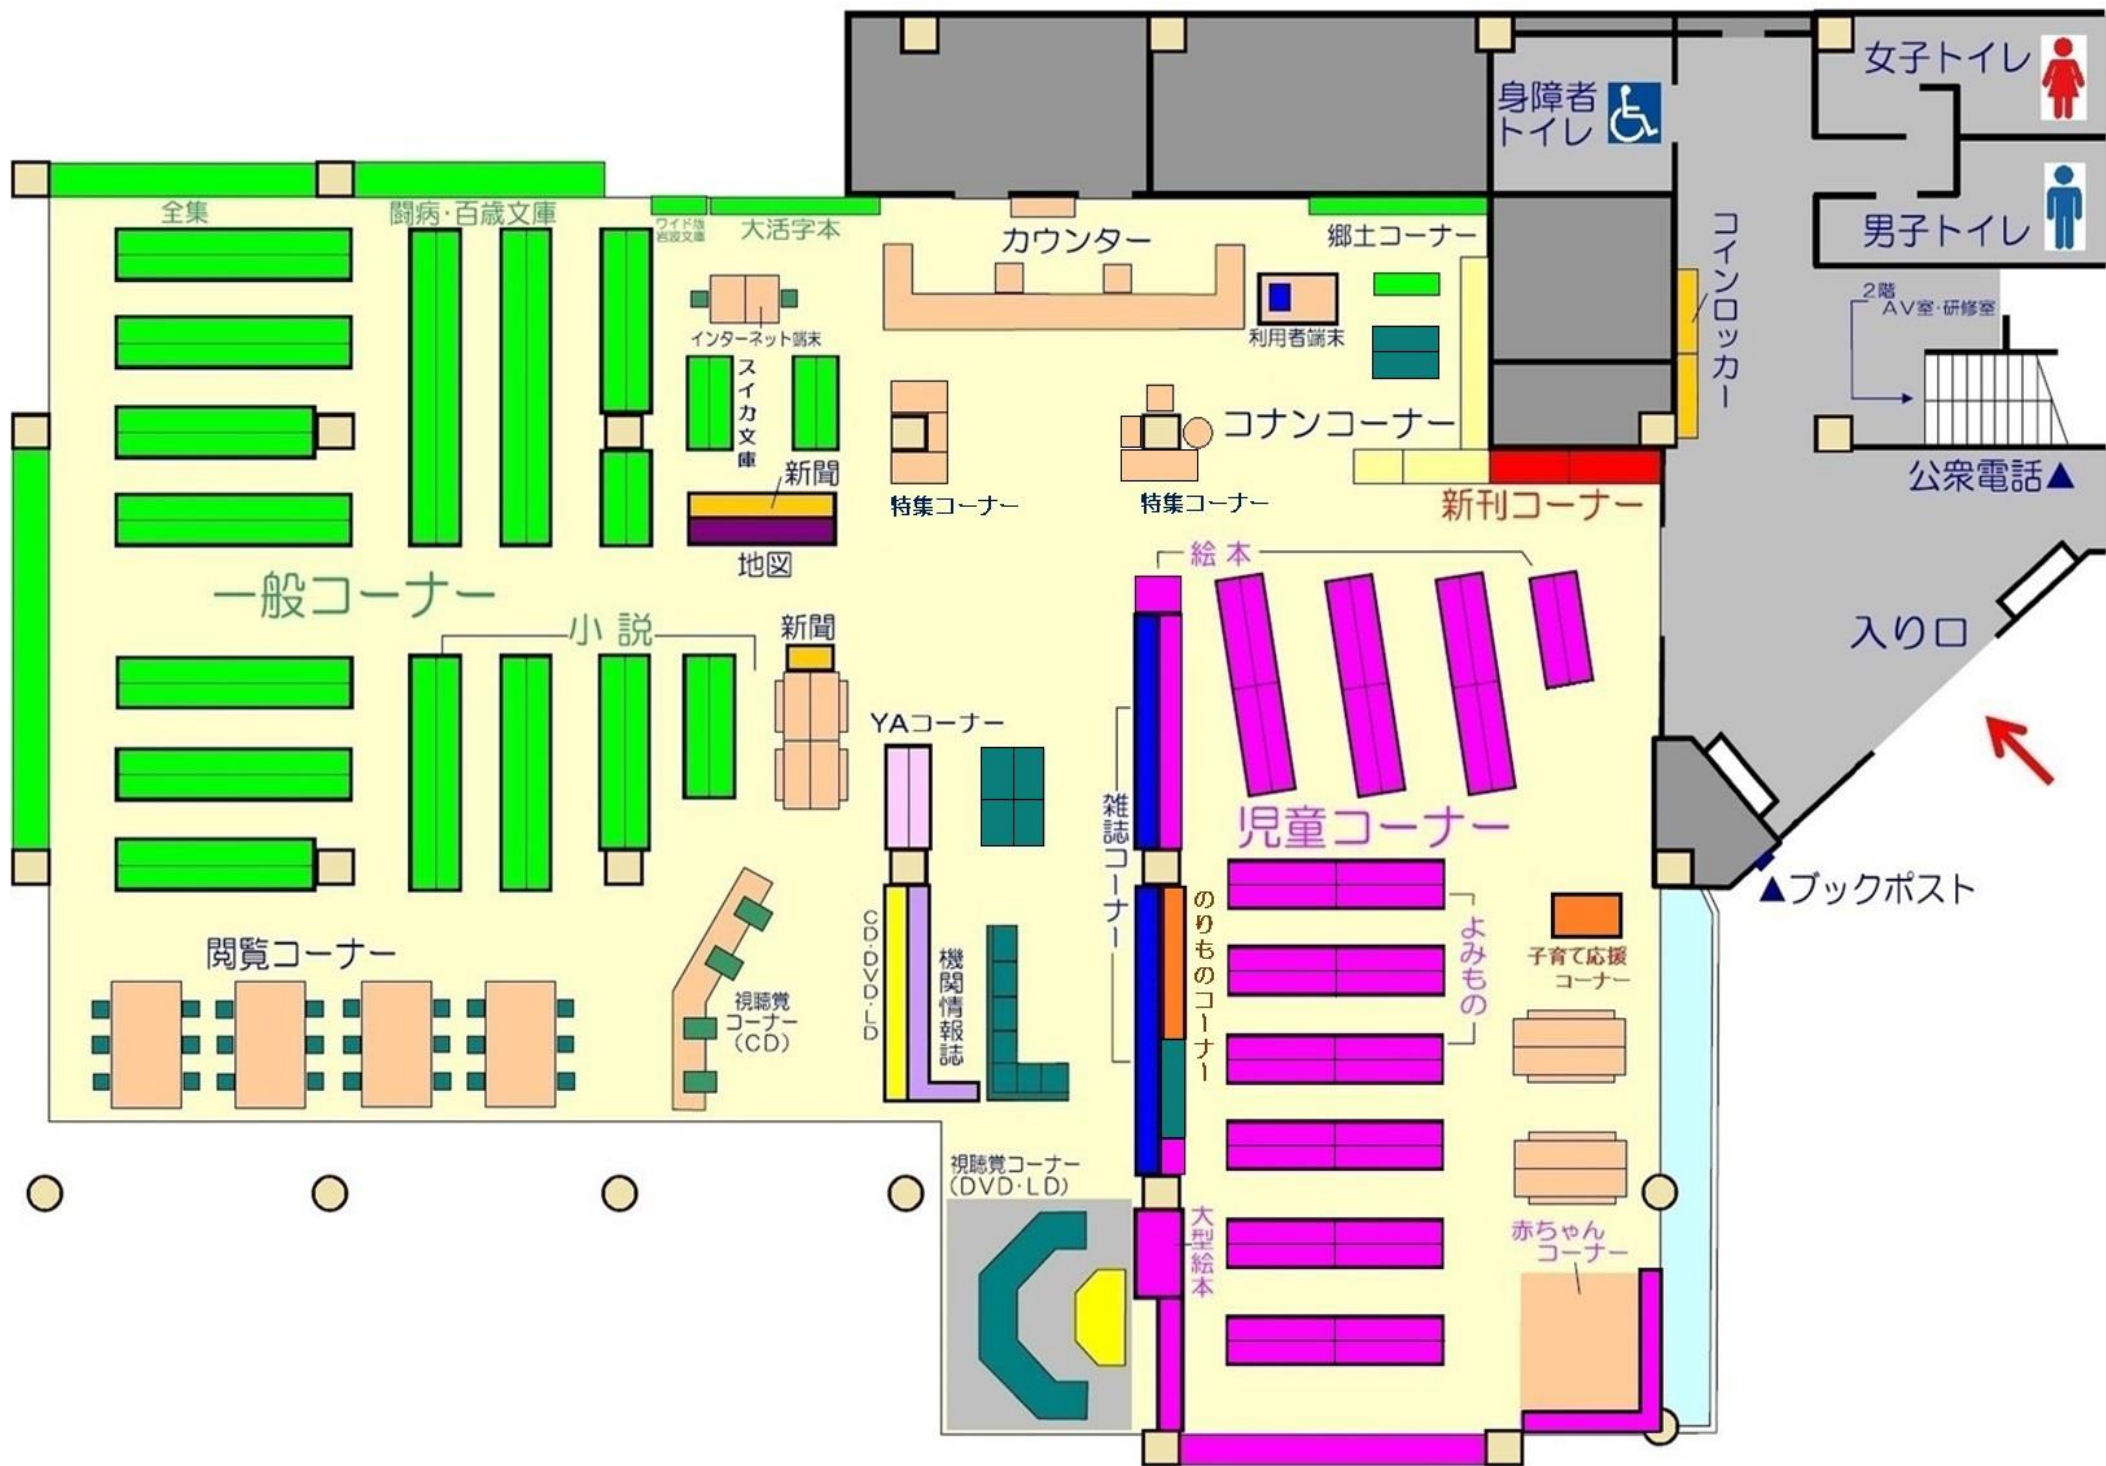 女子トイレ
身障者
トイレ
男子トイレ
コインロッカー
2階
AV室・研修室
公衆電話▲
入り口
▲ブックポスト
全集
闘病・百歳文庫
ワイド版
岩波文庫
大活字本
カウンター
郷土コーナー
インターネット端末
利用者端末
スイカ文庫
新聞
地図
特集コーナー
特集コーナー
コナンコーナー
新刊コーナー
絵本
一般コーナー
小説
新聞
YAコーナー
雑誌コーナー
児童コーナー
のりものコーナー
よみもの
子育て応援
コーナー
閲覧コーナー
視聴覚
コーナー
(CD)
CD・DVD・LD
機関情報誌
視聴覚コーナー
(DVD・LD)
大型絵本
赤ちゃん
コーナー